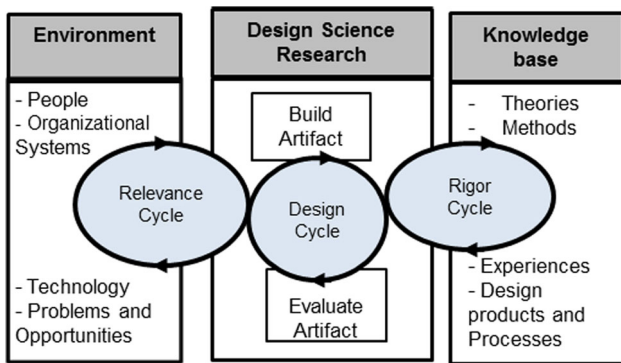 Environment
- People
- Organizational
Systems
Relevance
Cycle
- Technology
- Problems and
Opportunities
Design Science
Research
Build
Artifact
Design
Cycle
Evaluate
Artifact
Knowledge
base
- Theories
- Methods
Rigor
Cycle
- Experiences
- Design
products and
Processes